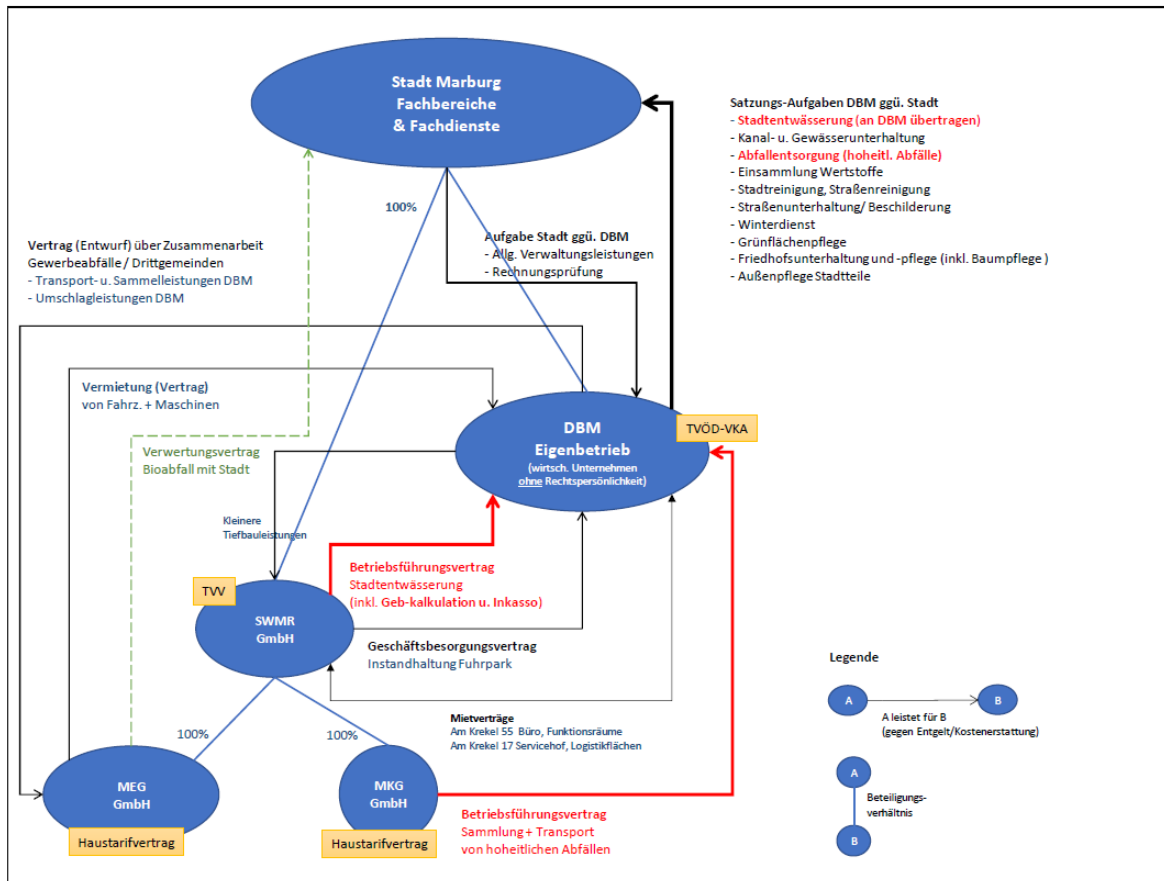 Stadt Marburg
Fachbereiche
& Fachdienste
Satzungs-Aufgaben DBM ggü. Stadt
- Stadtentwässerung (an DBM übertragen)
- Kanal- u. Gewässerunterhaltung
- Abfallentsorgung (hoheitl. Abfälle)
- Einsammlung Wertstoffe
- Stadtreinigung, Straßenreinigung
- Straßenunterhaltung/ Beschilderung
- Winterdienst
- Grünflächenpflege
- Friedhofsunterhaltung und -pflege (inkl. Baumpflege )
- Außenpflege Stadtteile
100%
Aufgabe Stadt ggü. DBM
- Allg. Verwaltungsleistungen
- Rechnungsprüfung
Vertrag (Entwurf) über Zusammenarbeit
Gewerbeabfälle / Drittgemeinden
- Transport- u. Sammelleistungen DBM
- Umschlagleistungen DBM
Vermietung (Vertrag)
von Fahrz. + Maschinen
Verwertungsvertrag
Bioabfall mit Stadt
DBM
Eigenbetrieb
(wirtsch. Unternehmen
ohne Rechtspersönlichkeit)
TVÖD-VKA
Kleinere
Tiefbauleistungen
Betriebsführungsvertrag
Stadtentwässerung
(inkl. Geb-kalkulation u. Inkasso)
TVV
SWMR
GmbH
Geschäftsbesorgungsvertrag
Instandhaltung Fuhrpark
Mietverträge
Am Krekel 55 Büro, Funktionsräume
Am Krekel 17 Servicehof, Logistikflächen
100%
100%
MEG
GmbH
Haustarifvertrag
MKG
GmbH
Haustarifvertrag
Betriebsführungsvertrag
Sammlung + Transport
von hoheitlichen Abfällen
Legende
A
B
A leistet für B
(gegen Entgelt/Kostenerstattung)
A
Beteiligungs-
verhältnis
B